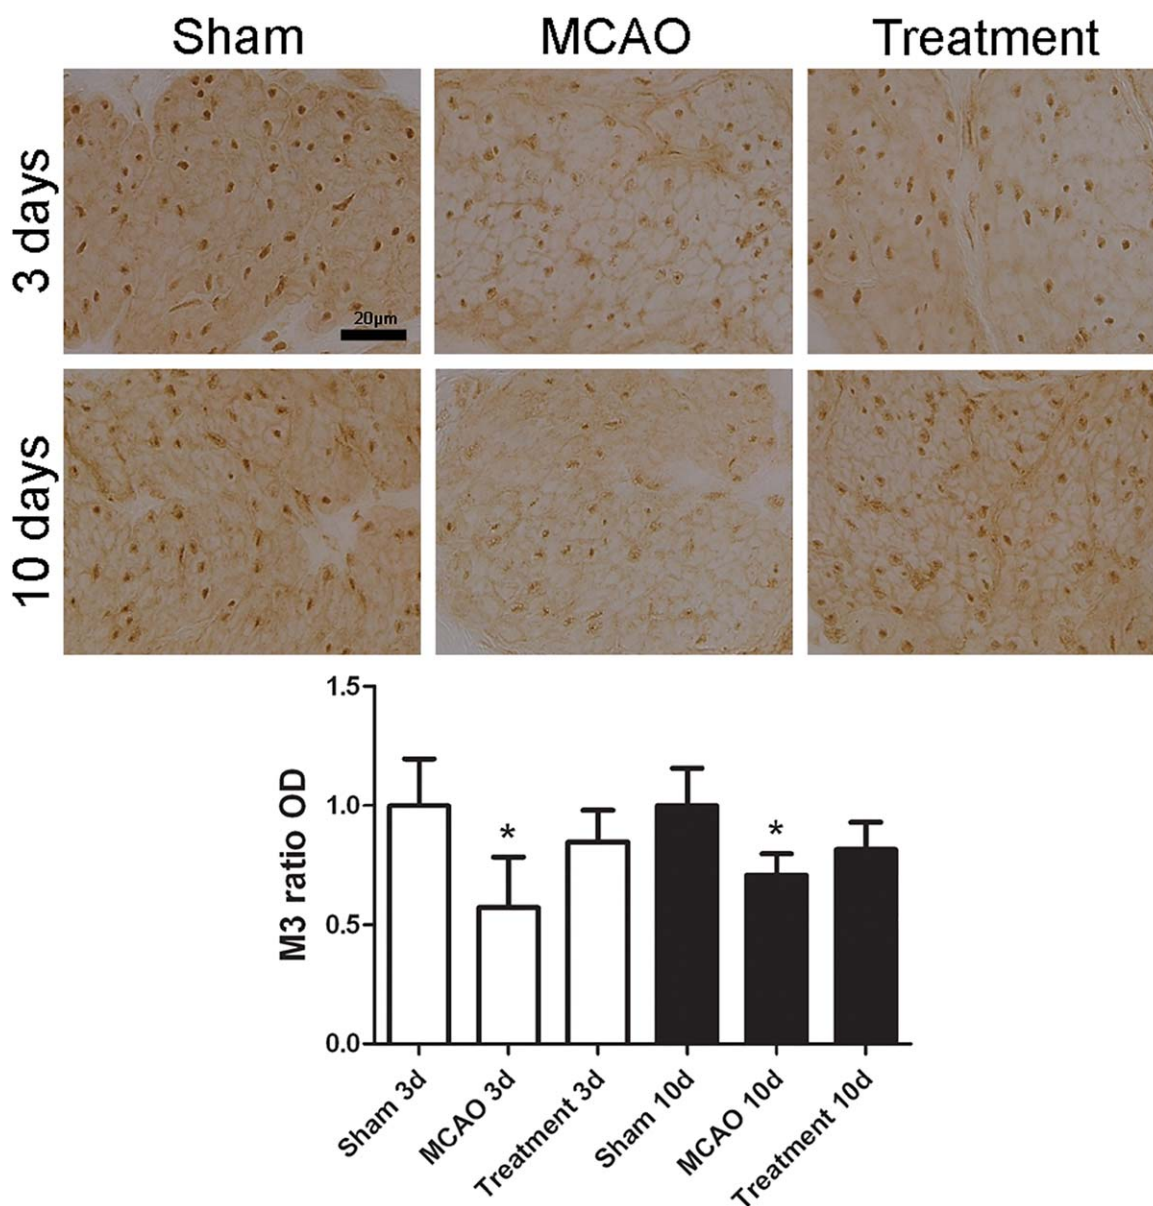 Sham MCAO Treatment
3 days
20µm
10 days
1.5
1.0
0.5
0.0
M3 ratio OD
*
*
Sham 3d
MCAO 3d
Treatment 3d
Sham 10d
MCAO 10d
Treatment 10d